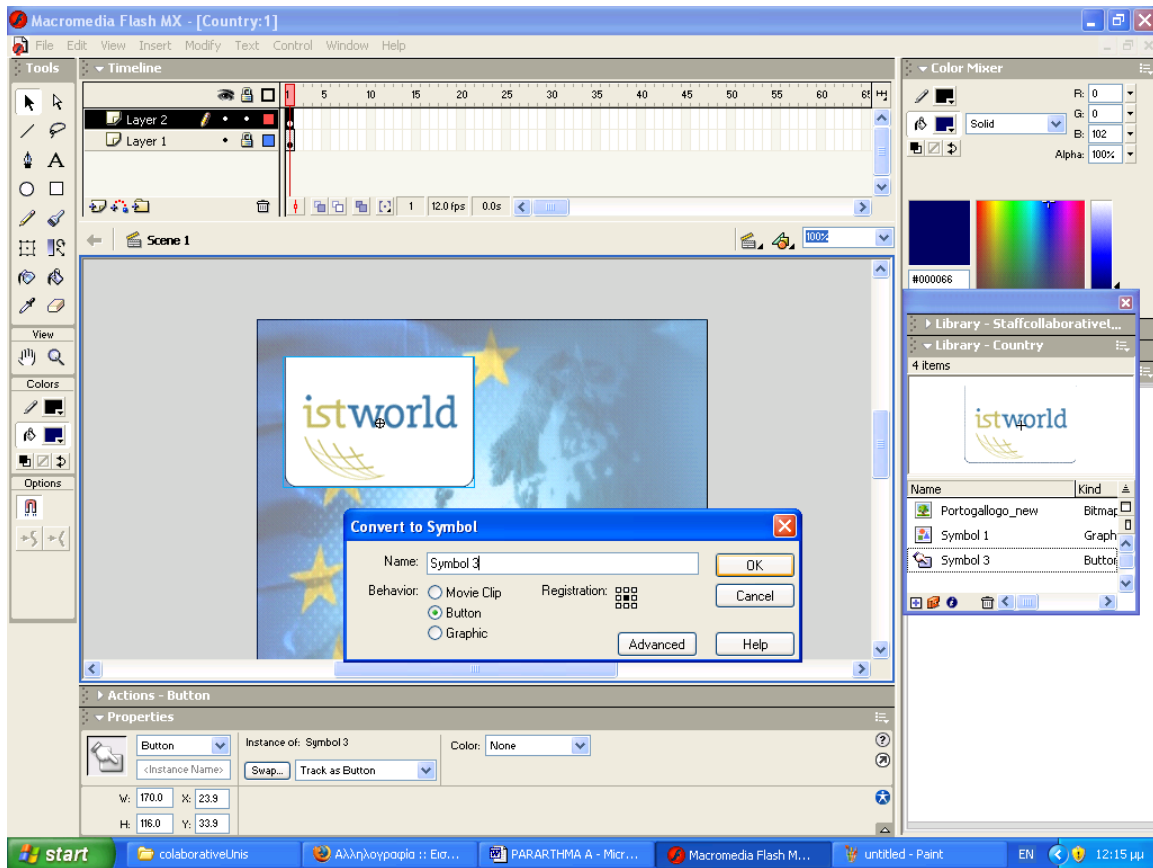 Macromedia Flash MX - [Country:1]
File Edit View Insert Modify Text Control Window Help
Tools
Timeline
1 5 10 15 20 25 30 35 40 45 50 55 60 65
Layer 2
Layer 1
1 12.0 fps 0.0s
Scene 1
100%
View
Colors
Options
istworld
Convert to Symbol
Name: Symbol 3
OK
Behavior: Movie Clip
Registration:
Cancel
Button
Graphic
Advanced
Help
Color Mixer
R: 0
Solid
G: 0
B: 102
Alpha: 100%
#000066
Library - Staffcollaborative
Library - Country
4 items
istworld
Name Kind
Portogallogo_new Bitmap
Symbol 1 Graph
Symbol 3 Button
Actions - Button
Properties
Button
Instance of: Symbol 3
Color: None
<Instance Name>
Swap...
Track as Button
W: 170.0 X: 23.9
H: 116.0 Y: 33.9
start
colaborativeUnis
Αλληλογραφία :: Εισ...
PARARTHMA A - Micr...
Macromedia Flash M...
untitled - Paint
EN
12:15 μμ